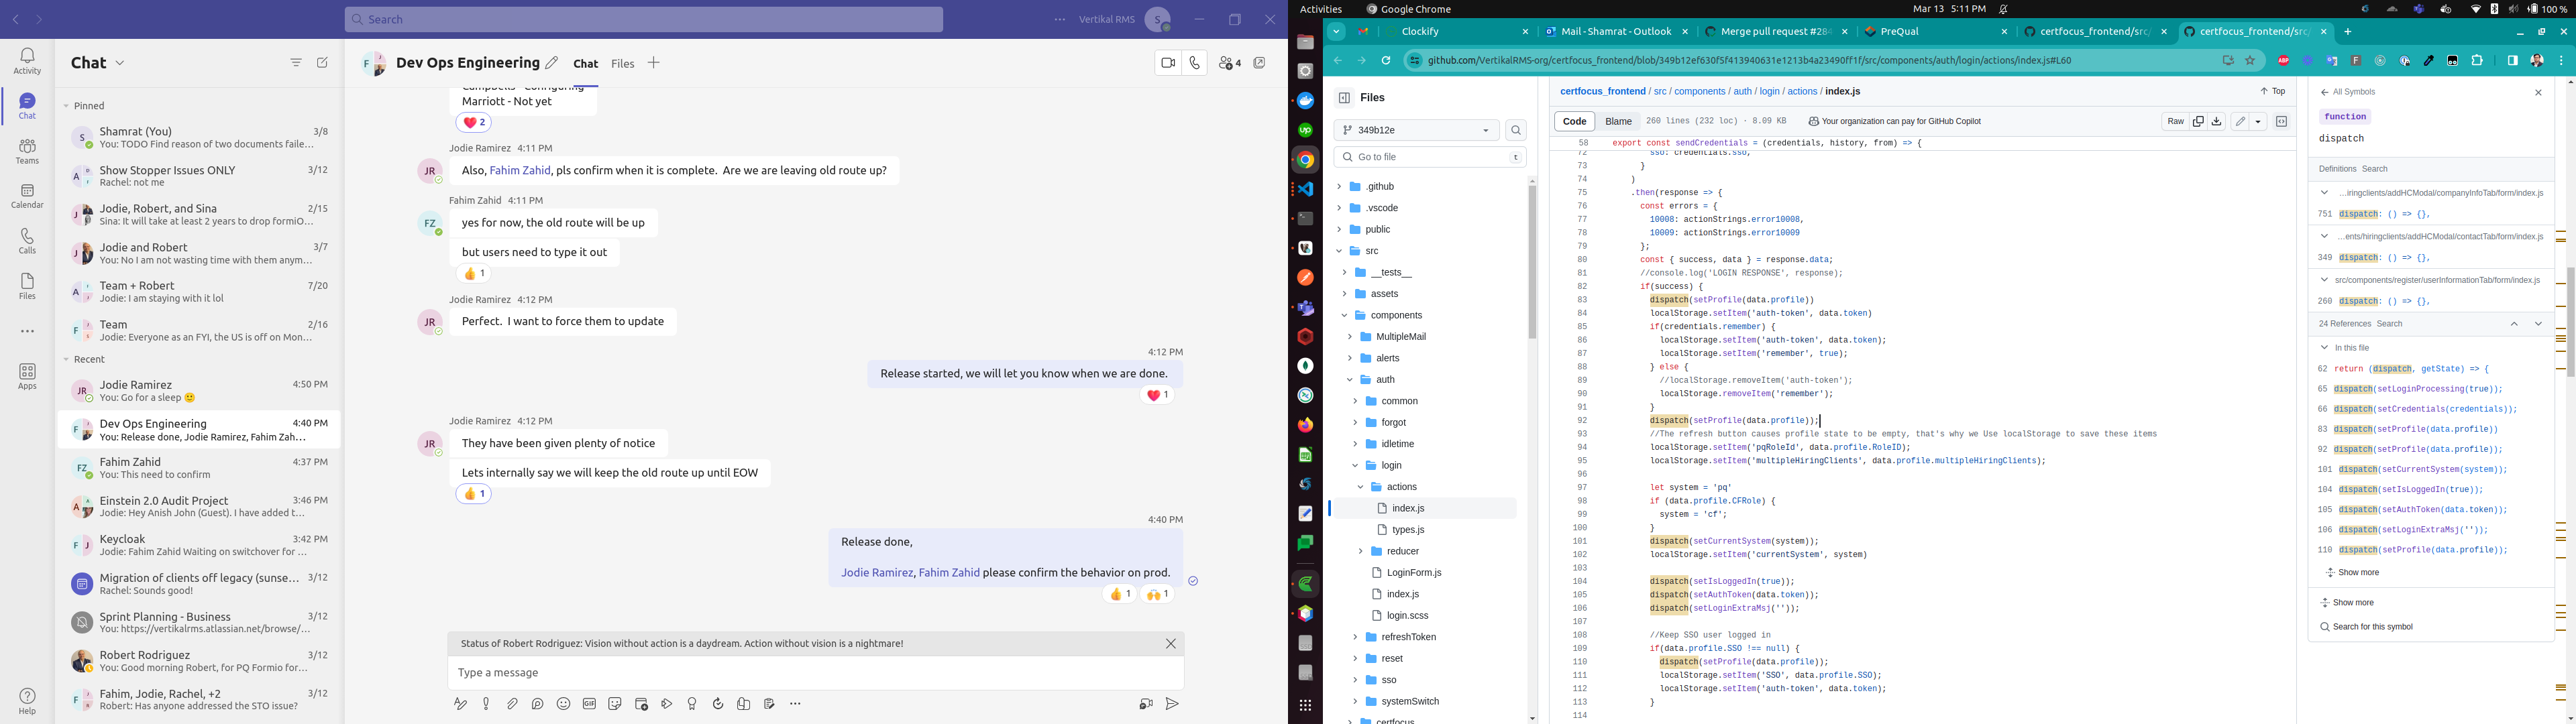 Search
Vertikal RMS
S
Activity
Chat
Teams
Calendar
Calls
Files
Apps
Help
Chat
Pinned
Shamrat (You) 3/8
You: TODO Find reason of two documents faile...
Show Stopper Issues ONLY 3/12
Rachel: not me
Jodie, Robert, and Sina 2/15
Sina: It will take at least 2 years to drop formiO...
Jodie and Robert 3/7
You: No I am not wasting time with them anym...
Team + Robert 7/20
Jodie: I am staying with it lol
Team 2/16
Jodie: Everyone as an FYI, the US is off on Mon...
Recent
Jodie Ramirez 4:50 PM
You: Go for a sleep 🙂
Dev Ops Engineering 4:40 PM
You: Release done, Jodie Ramirez, Fahim Zah...
Fahim Zahid 4:37 PM
You: This need to confirm
Einstein 2.0 Audit Project 3:46 PM
Jodie: Hey Anish John (Guest). I have added t...
Keycloak 3:42 PM
Jodie: Fahim Zahid Waiting on switchover for ...
Migration of clients off legacy (sunse... 3/12
Rachel: Sounds good!
Sprint Planning - Business 3/12
You: https://vertikalrms.atlassian.net/browse/...
Robert Rodriguez 3/12
You: Good morning Robert, for PQ Formio for...
Fahim, Jodie, Rachel, +2 3/12
Robert: Has anyone addressed the STO issue?
Dev Ops Engineering Chat Files 4
Campbells - Configuring
Marriott - Not yet
❤️ 2
Jodie Ramirez 4:11 PM
JR
Also, Fahim Zahid, pls confirm when it is complete. Are we are leaving old route up?
Fahim Zahid 4:11 PM
FZ
yes for now, the old route will be up
but users need to type it out
👍 1
Jodie Ramirez 4:12 PM
JR
Perfect. I want to force them to update
4:12 PM
Release started, we will let you know when we are done.
❤️ 1
Jodie Ramirez 4:12 PM
JR
They have been given plenty of notice
Lets internally say we will keep the old route up until EOW
👍 1
4:40 PM
Release done,
Jodie Ramirez, Fahim Zahid please confirm the behavior on prod.
👍 1 🙌 1
Status of Robert Rodriguez: Vision without action is a daydream. Action without vision is a nightmare!
Type a message
Activities Google Chrome Mar 13 5:11 PM 100 %
Clockify
Mail - Shamrat - Outlook
Merge pull request #284
PreQual
certfocus_frontend/src/
certfocus_frontend/src/
github.com/VertikalRMS-org/certfocus_frontend/blob/349b12ef630f5f413940631e1213b4a23490ff1f/src/components/auth/login/actions/index.js#L60
Files
349b12e
Go to file t
.github
.vscode
public
src
__tests__
assets
components
MultipleMail
alerts
auth
common
forgot
idletime
login
actions
index.js
types.js
reducer
LoginForm.js
index.js
login.scss
refreshToken
reset
sso
systemSwitch
certfocus
certfocus_frontend / src / components / auth / login / actions / index.js Top
Code Blame 260 lines (232 loc) · 8.09 KB Your organization can pay for GitHub Copilot Raw
58 export const sendCredentials = (credentials, history, from) => {
72 sso: credentials.sso,
73 }
74 )
75 .then(response => {
76 const errors = {
77 10008: actionStrings.error10008,
78 10009: actionStrings.error10009
79 };
80 const { success, data } = response.data;
81 //console.log('LOGIN RESPONSE', response);
82 if(success) {
83 dispatch(setProfile(data.profile))
84 localStorage.setItem('auth-token', data.token)
85 if(credentials.remember) {
86 localStorage.setItem('auth-token', data.token);
87 localStorage.setItem('remember', true);
88 } else {
89 //localStorage.removeItem('auth-token');
90 localStorage.removeItem('remember');
91 }
92 dispatch(setProfile(data.profile));
93 //The refresh button causes profile state to be empty, that's why we Use localStorage to save these items
94 localStorage.setItem('pqRoleId', data.profile.RoleID);
95 localStorage.setItem('multipleHiringClients', data.profile.multipleHiringClients);
96
97 let system = 'pq'
98 if (data.profile.CFRole) {
99 system = 'cf';
100 }
101 dispatch(setCurrentSystem(system));
102 localStorage.setItem('currentSystem', system)
103
104 dispatch(setIsLoggedIn(true));
105 dispatch(setAuthToken(data.token));
106 dispatch(setLoginExtraMsj(''));
107
108 //Keep SSO user logged in
109 if(data.profile.SSO !== null) {
110 dispatch(setProfile(data.profile));
111 localStorage.setItem('SSO', data.profile.SSO);
112 localStorage.setItem('auth-token', data.token);
113 }
114
All Symbols
function
dispatch
Definitions Search
...iringclients/addHCModal/companyInfoTab/form/index.js
751 dispatch: () => {},
...ents/hiringclients/addHCModal/contactTab/form/index.js
349 dispatch: () => {},
src/components/register/userInformationTab/form/index.js
260 dispatch: () => {},
24 References Search
In this file
62 return (dispatch, getState) => {
65 dispatch(setLoginProcessing(true));
66 dispatch(setCredentials(credentials));
83 dispatch(setProfile(data.profile))
92 dispatch(setProfile(data.profile));
101 dispatch(setCurrentSystem(system));
104 dispatch(setIsLoggedIn(true));
105 dispatch(setAuthToken(data.token));
106 dispatch(setLoginExtraMsj(''));
110 dispatch(setProfile(data.profile));
Show more
Show more
Search for this symbol